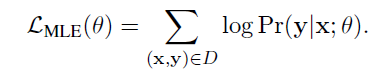 ℒ_MLE(θ) = ∑_{(x,y)∈D} log Pr(y|x; θ).